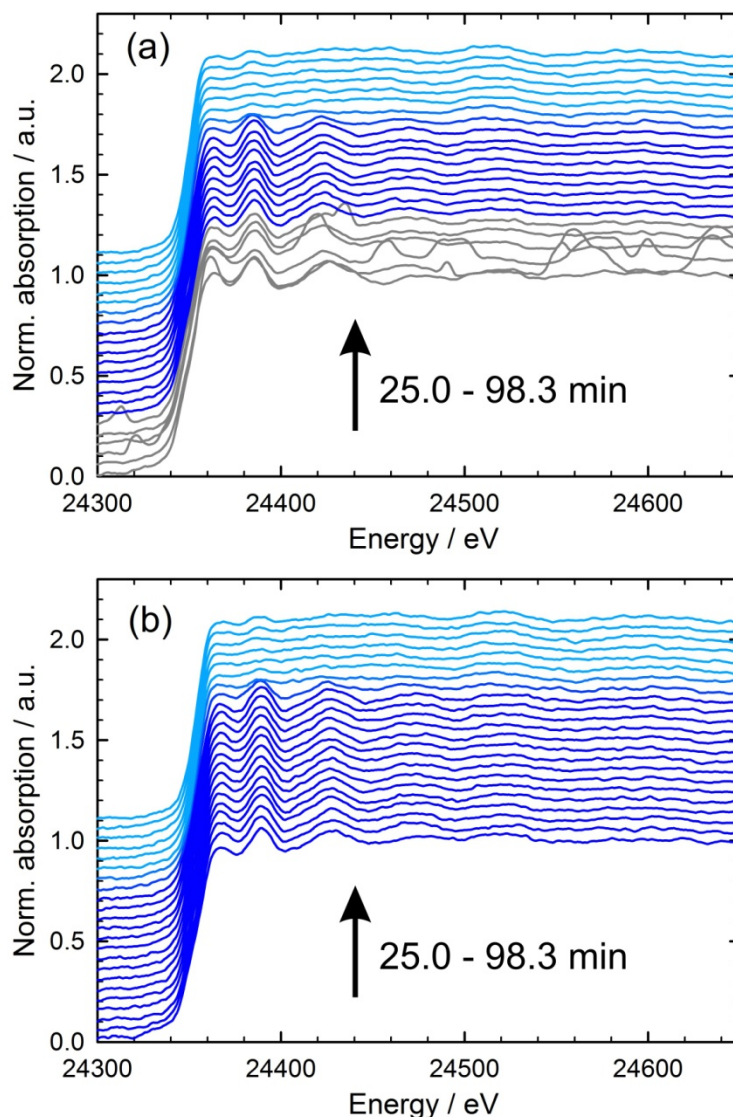 (a)
Norm. absorption / a.u.
2.0
1.5
1.0
0.5
0.0
25.0 - 98.3 min
24300 24400 24500 24600
Energy / eV
(b)
Norm. absorption / a.u.
2.0
1.5
1.0
0.5
0.0
25.0 - 98.3 min
24300 24400 24500 24600
Energy / eV